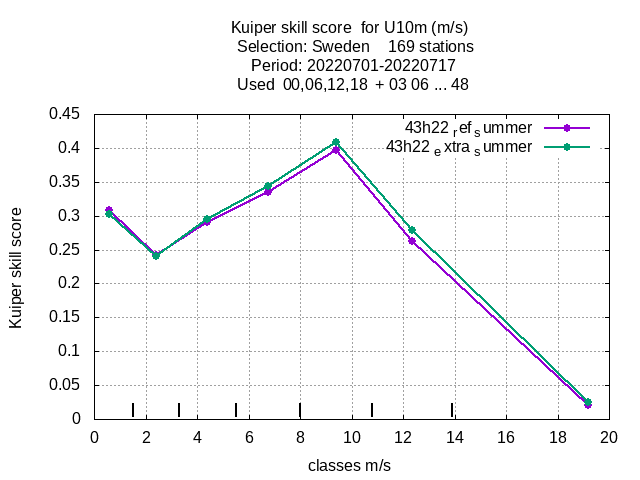 Kuiper skill score  for U10m (m/s)
Selection: Sweden    169 stations
Period: 20220701-20220717
Used  00,06,12,18  + 03 06 ... 48
43h22 ref summer
43h22 extra summer
Kuiper skill score
0.45
0.4
0.35
0.3
0.25
0.2
0.15
0.1
0.05
0
0 2 4 6 8 10 12 14 16 18 20
classes m/s